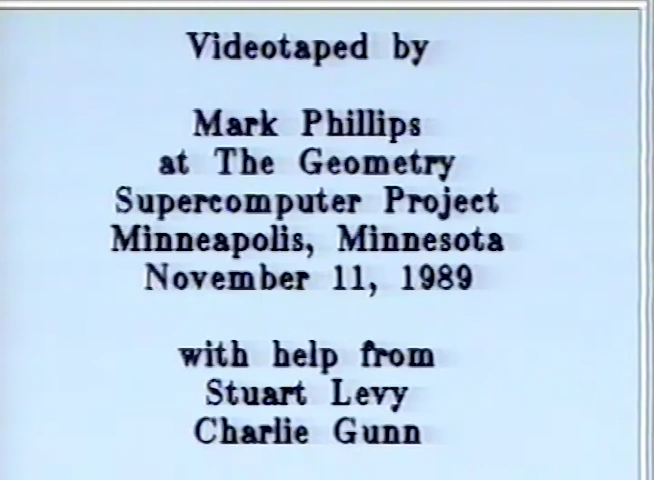 Videotaped by
Mark Phillips
at The Geometry
Supercomputer Project
Minneapolis, Minnesota
November 11, 1989
with help from
Stuart Levy
Charlie Gunn